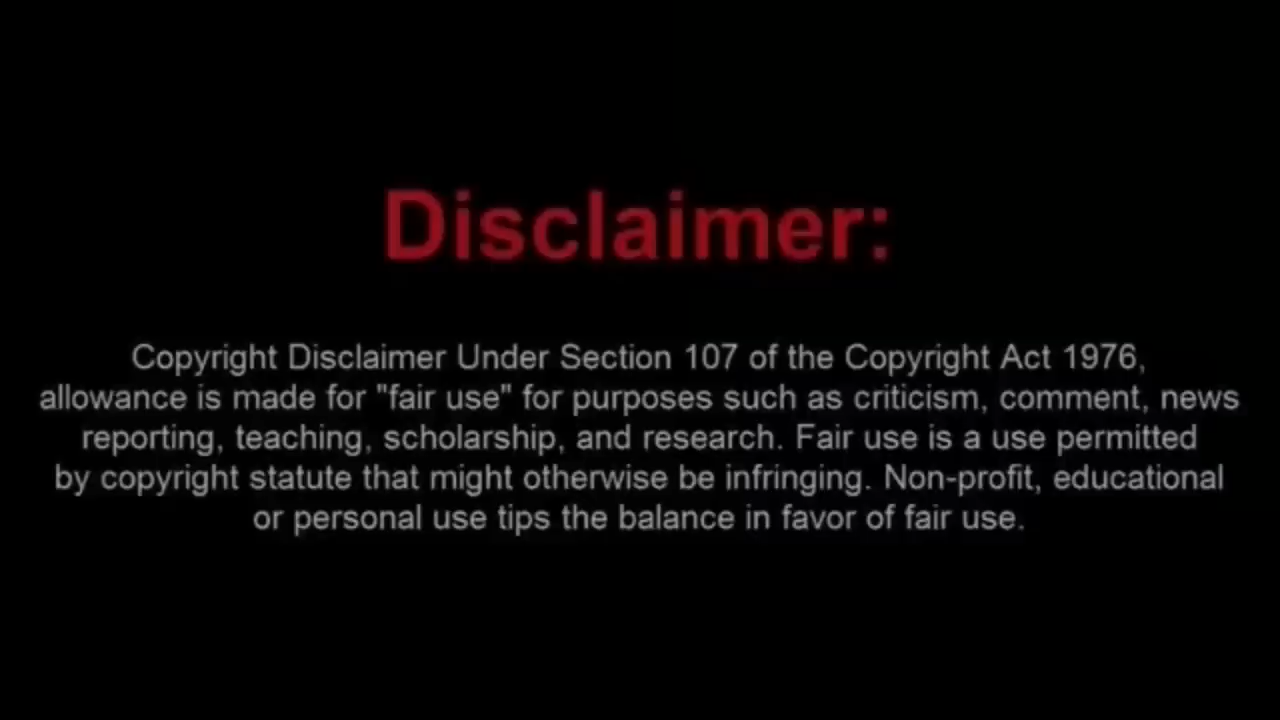 Disclaimer:
Copyright Disclaimer Under Section 107 of the Copyright Act 1976,
allowance is made for "fair use" for purposes such as criticism, comment, news
reporting, teaching, scholarship, and research. Fair use is a use permitted
by copyright statute that might otherwise be infringing. Non-profit, educational
or personal use tips the balance in favor of fair use.